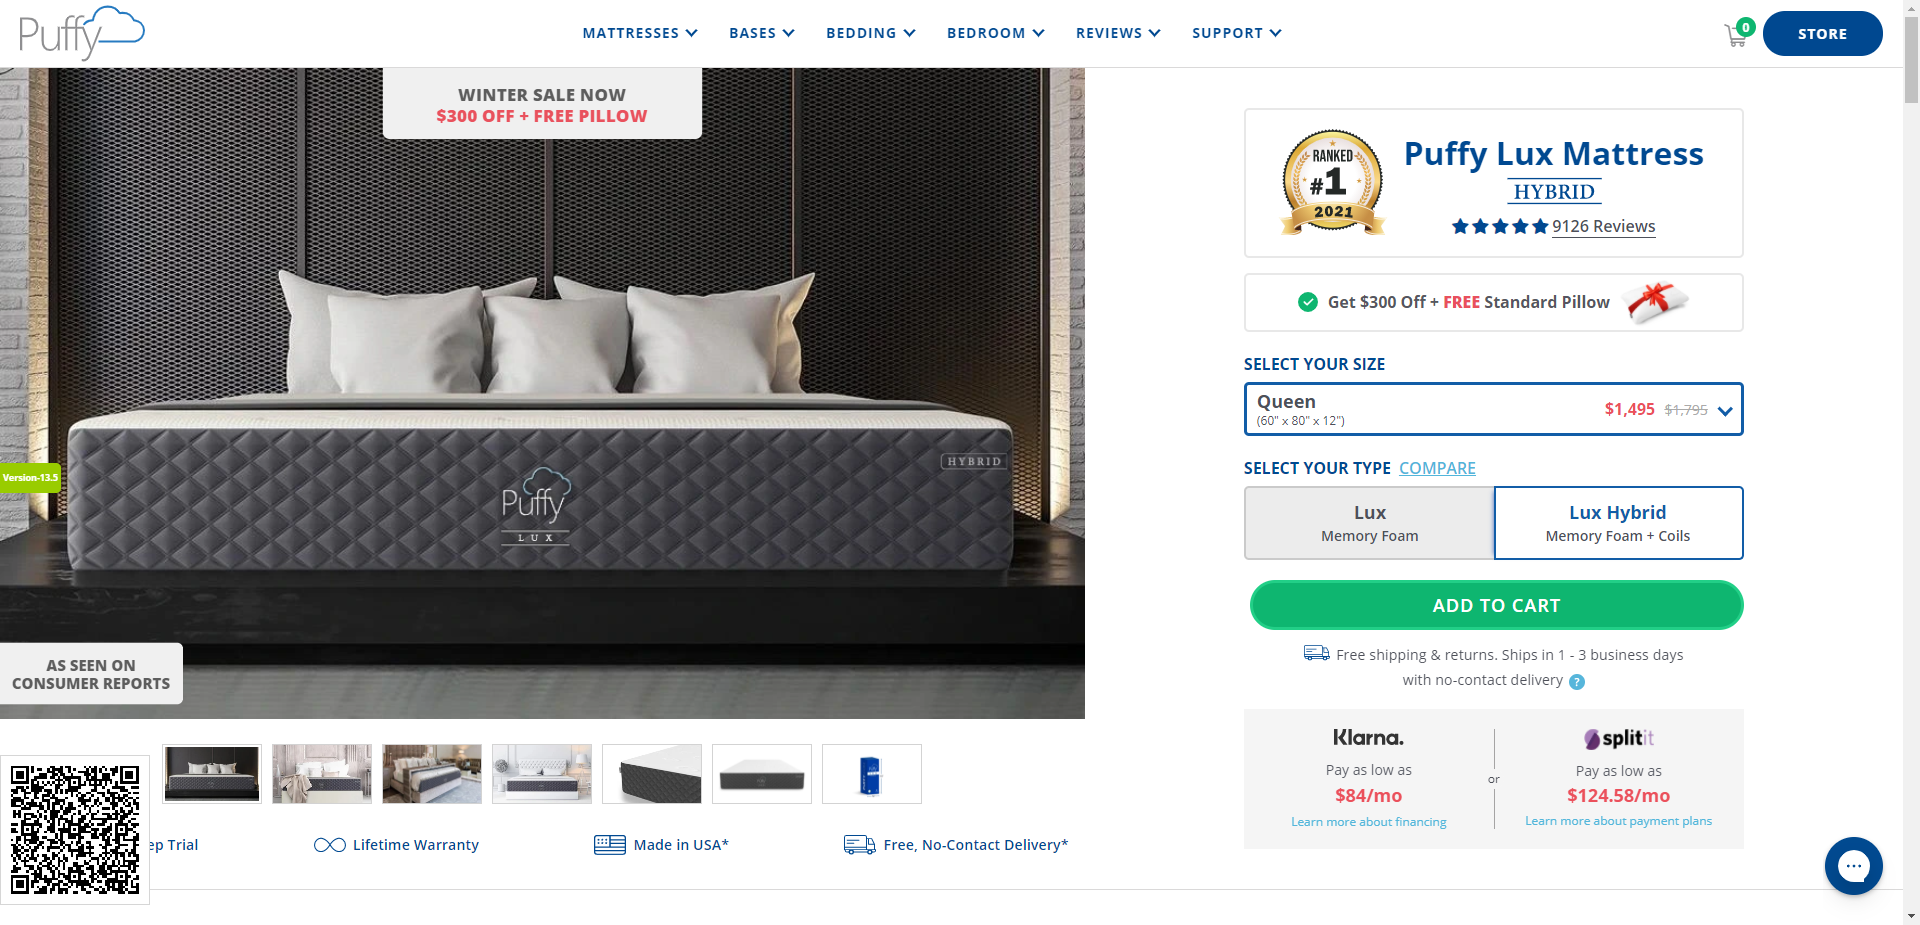 Puffy
MATTRESSES
BASES
BEDDING
BEDROOM
REVIEWS
SUPPORT
0
STORE
WINTER SALE NOW
$300 OFF + FREE PILLOW
HYBRID
Puffy
LUX
Version-13.5
AS SEEN ON
CONSUMER REPORTS
ep Trial
Lifetime Warranty
Made in USA*
Free, No-Contact Delivery*
RANKED
#1
2021
Puffy Lux Mattress
HYBRID
9126 Reviews
Get $300 Off + FREE Standard Pillow
SELECT YOUR SIZE
Queen
(60" x 80" x 12")
$1,495 $1,795
SELECT YOUR TYPE COMPARE
Lux
Memory Foam
Lux Hybrid
Memory Foam + Coils
ADD TO CART
Free shipping & returns. Ships in 1 - 3 business days
with no-contact delivery ?
Klarna.
Pay as low as
$84/mo
Learn more about financing
or
splitit
Pay as low as
$124.58/mo
Learn more about payment plans